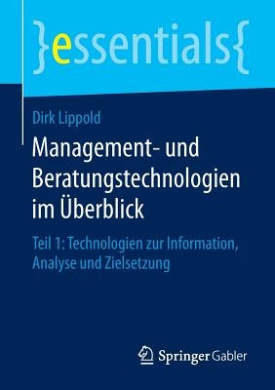 }essentials{
Dirk Lippold
Management- und
Beratungstechnologien
im Überblick
Teil 1: Technologien zur Information,
Analyse und Zielsetzung
Springer Gabler